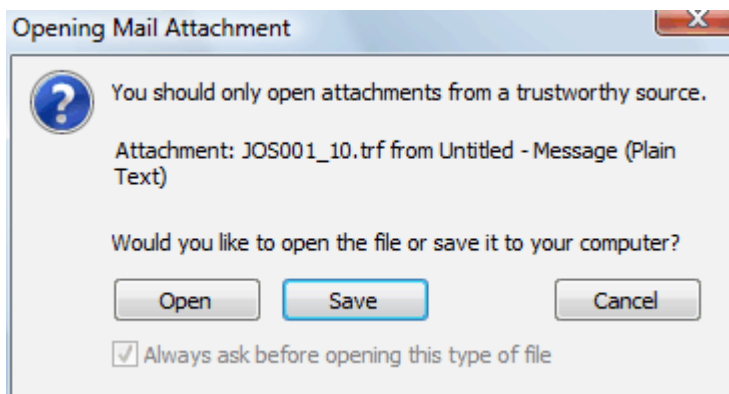 Opening Mail Attachment
You should only open attachments from a trustworthy source.
Attachment: JOS001_10.trf from Untitled - Message (Plain
Text)
Would you like to open the file or save it to your computer?
Open Save Cancel
Always ask before opening this type of file